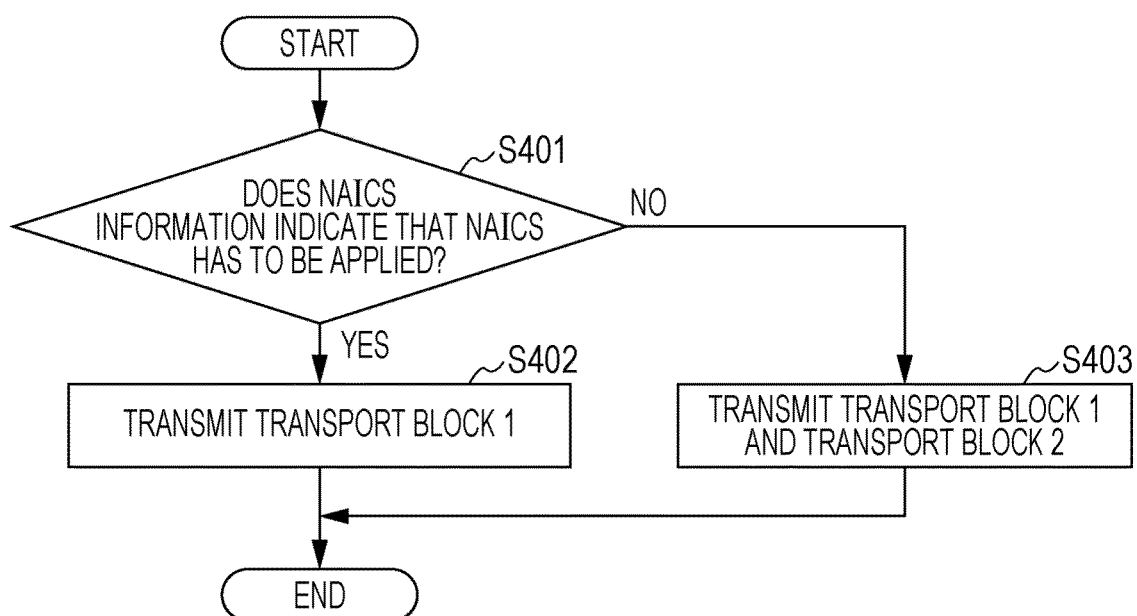 START
S401
DOES NAICS
INFORMATION INDICATE THAT NAICS
HAS TO BE APPLIED?
NO
YES
S402
TRANSMIT TRANSPORT BLOCK 1
S403
TRANSMIT TRANSPORT BLOCK 1
AND TRANSPORT BLOCK 2
END